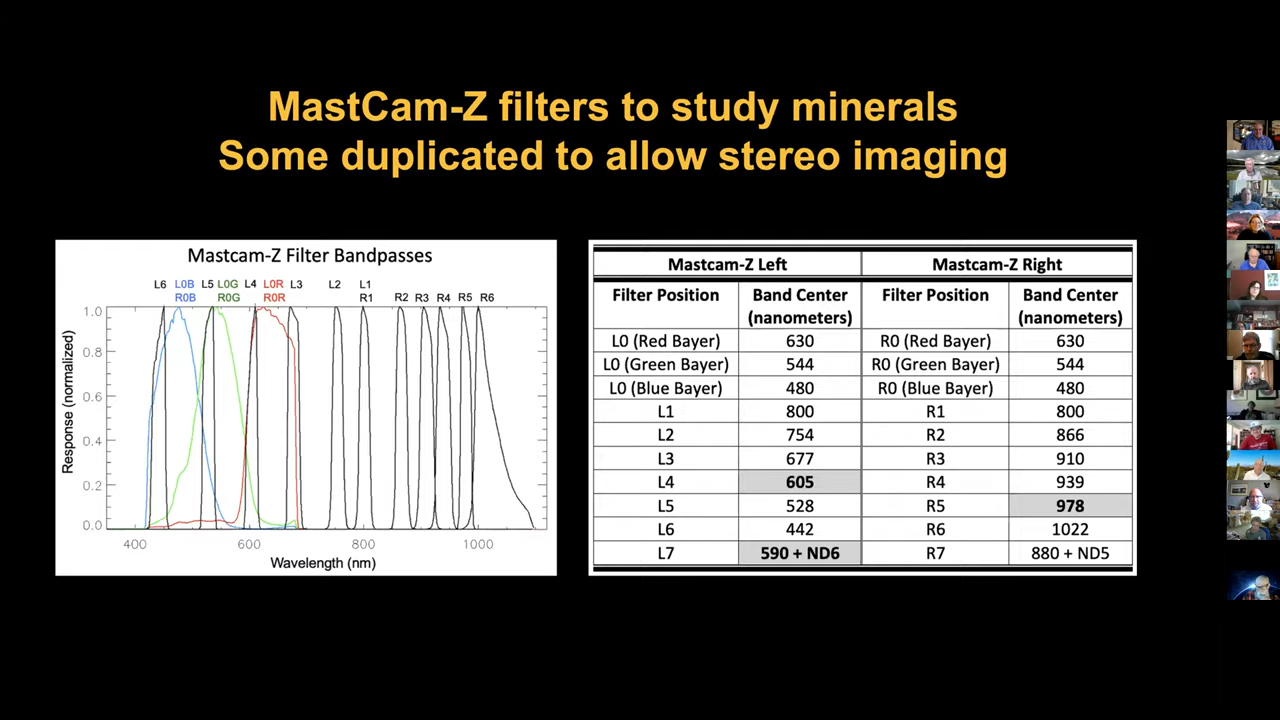 MastCam-Z filters to study minerals
Some duplicated to allow stereo imaging
Mastcam-Z Filter Bandpasses
L6 L0B L5 L0G L4 L0R L3 L2 L1
R0B R0G R0R R1 R2 R3 R4 R5 R6
1.0
0.8
0.6
0.4
0.2
0.0
Response (normalized)
400 600 800 1000
Wavelength (nm)
Mastcam-Z Left Mastcam-Z Right
Filter Position Band Center Filter Position Band Center
(nanometers) (nanometers)
L0 (Red Bayer) 630 R0 (Red Bayer) 630
L0 (Green Bayer) 544 R0 (Green Bayer) 544
L0 (Blue Bayer) 480 R0 (Blue Bayer) 480
L1 800 R1 800
L2 754 R2 866
L3 677 R3 910
L4 605 R4 939
L5 528 R5 978
L6 442 R6 1022
L7 590 + ND6 R7 880 + ND5